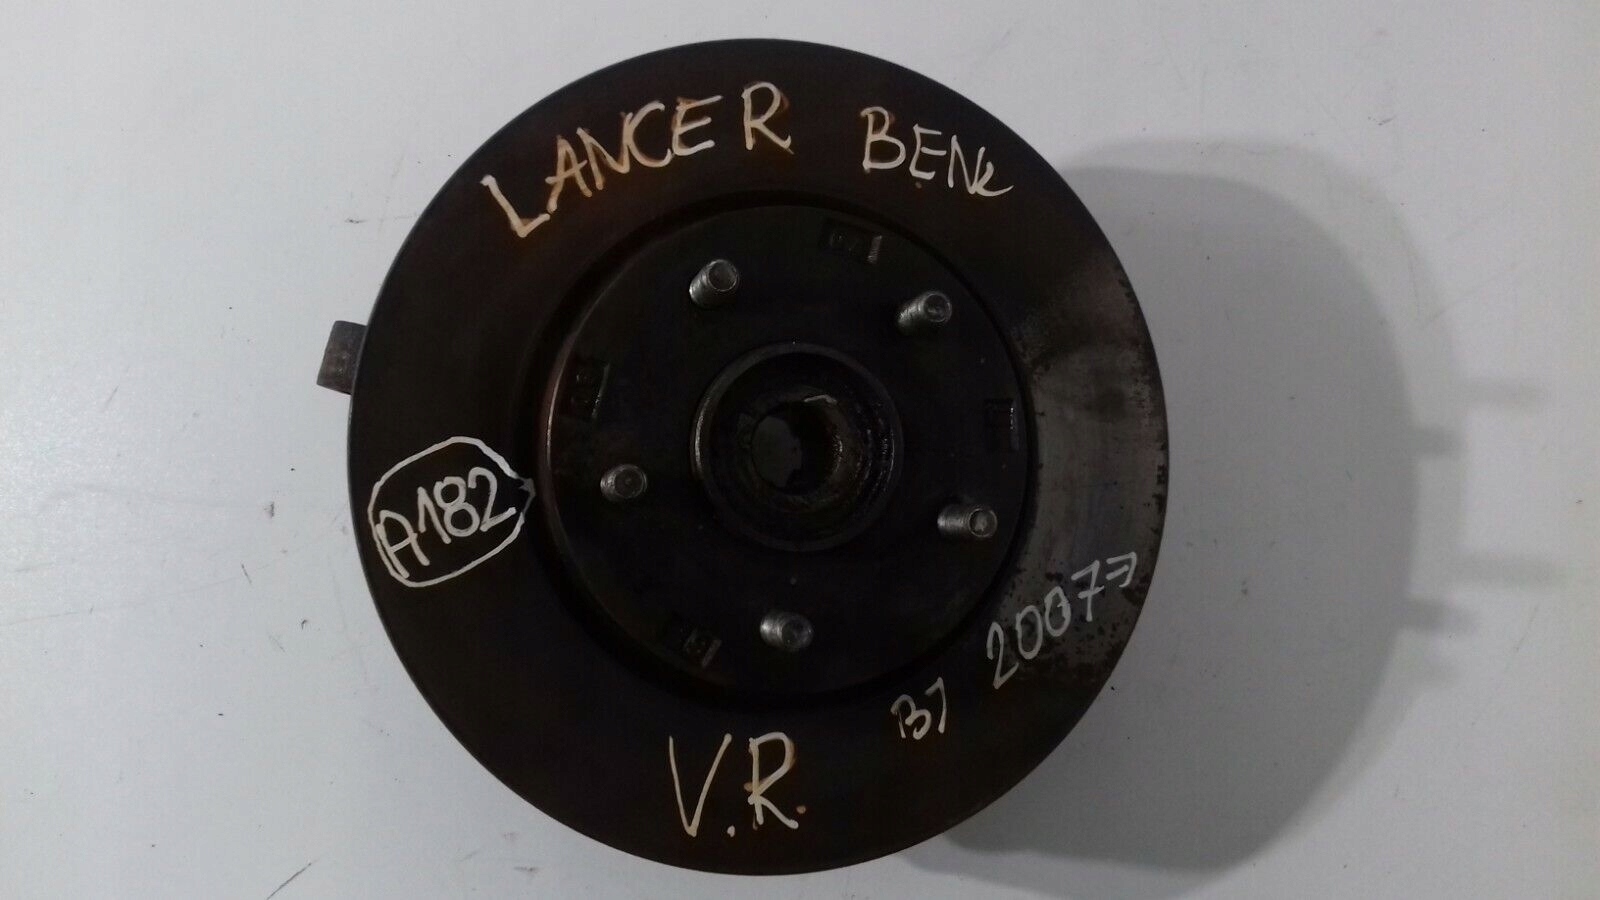 LANCER BENZ
A182
BJ 2007⇒
V.R.